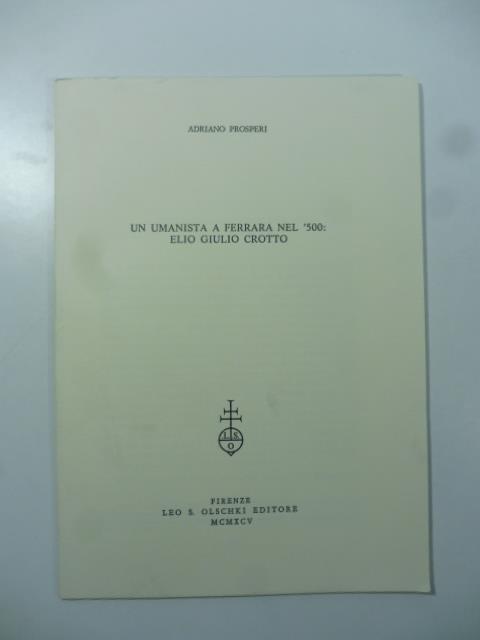 ADRIANO PROSPERI
UN UMANISTA A FERRARA NEL '500:
ELIO GIULIO CROTTO
L S
O
FIRENZE
LEO S. OLSCHKI EDITORE
MCMXCV